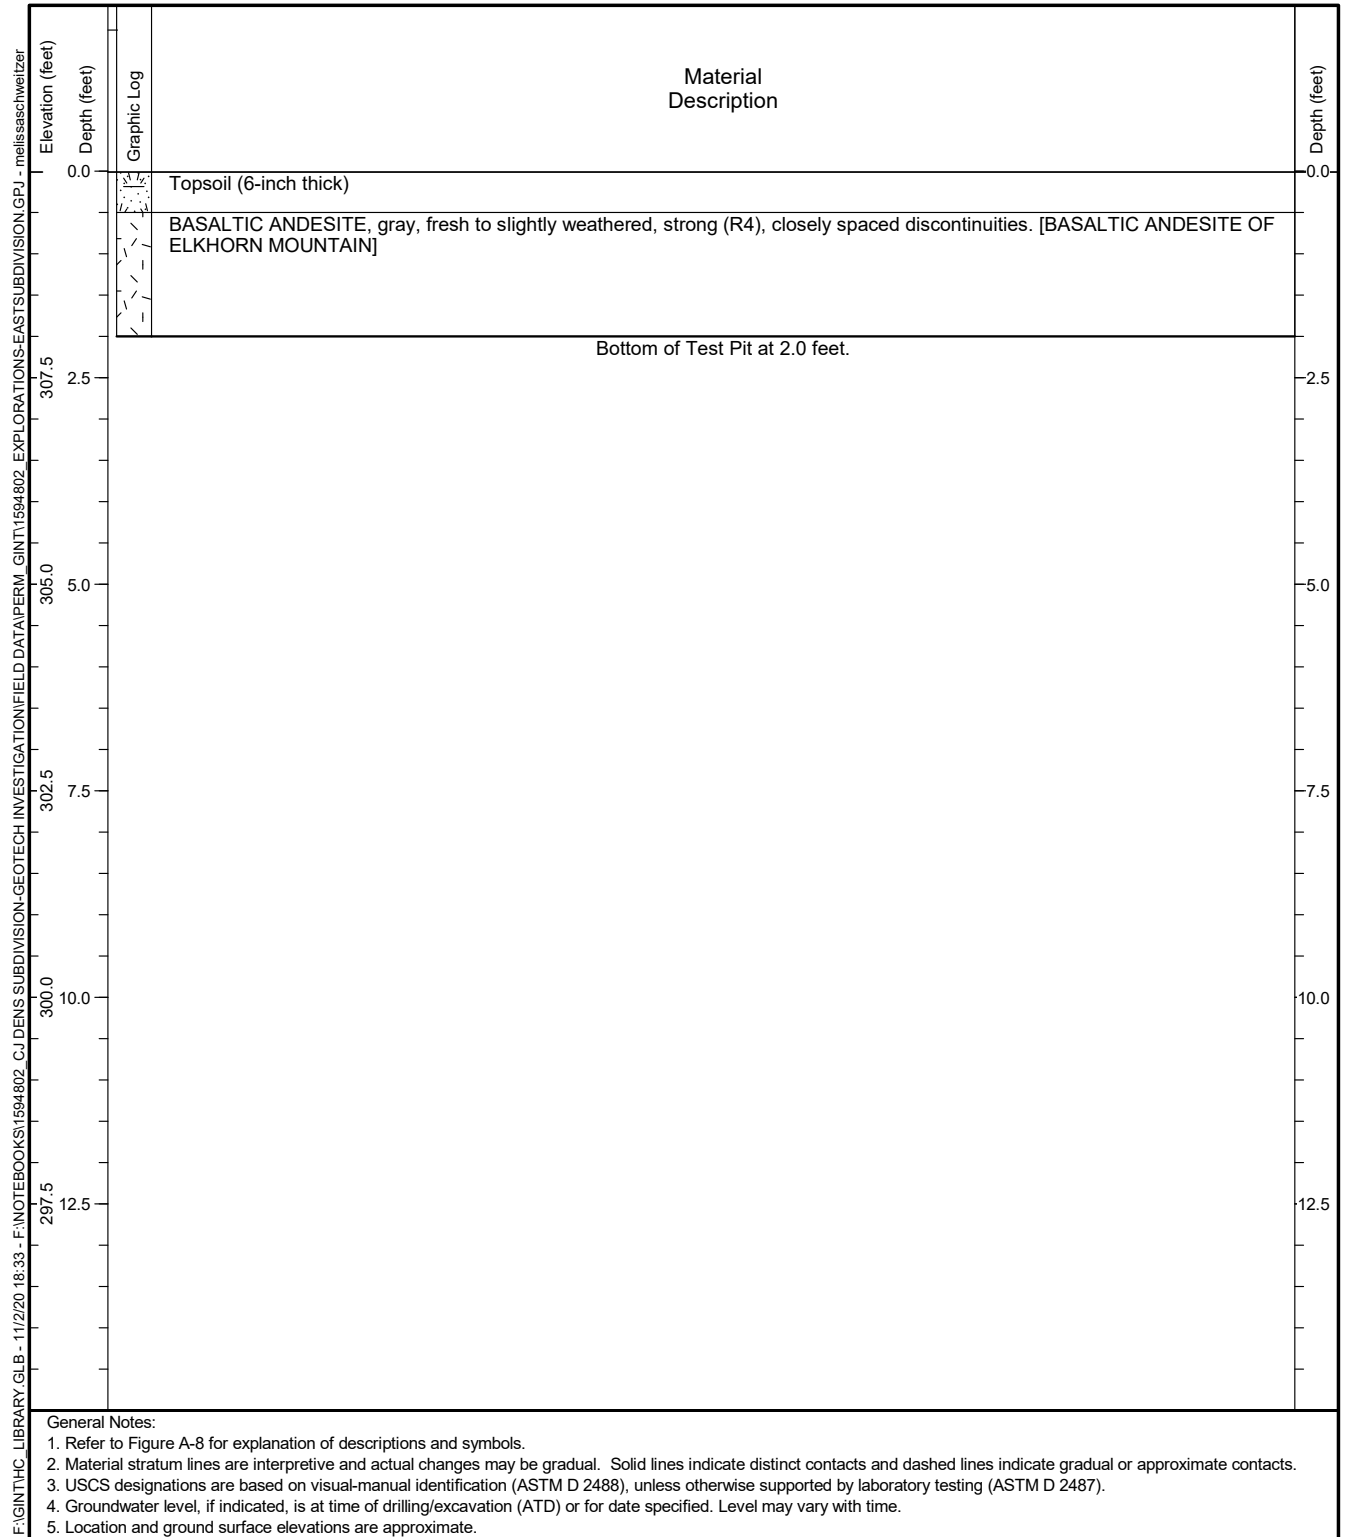 Elevation (feet)
Depth (feet)
Graphic Log
Material
Description
Depth (feet)
0.0
0.0
Topsoil (6-inch thick)
BASALTIC ANDESITE, gray, fresh to slightly weathered, strong (R4), closely spaced discontinuities. [BASALTIC ANDESITE OF
ELKHORN MOUNTAIN]
Bottom of Test Pit at 2.0 feet.
307.5
2.5
2.5
305.0
5.0
5.0
302.5
7.5
7.5
300.0
10.0
10.0
297.5
12.5
12.5
General Notes:
1. Refer to Figure A-8 for explanation of descriptions and symbols.
2. Material stratum lines are interpretive and actual changes may be gradual. Solid lines indicate distinct contacts and dashed lines indicate gradual or approximate contacts.
3. USCS designations are based on visual-manual identification (ASTM D 2488), unless otherwise supported by laboratory testing (ASTM D 2487).
4. Groundwater level, if indicated, is at time of drilling/excavation (ATD) or for date specified. Level may vary with time.
5. Location and ground surface elevations are approximate.
F:\GINT\HC_LIBRARY.GLB - 11/2/20 18:33 - F:\NOTEBOOKS\1594802_CJ DENS SUBDIVISION-GEOTECH INVESTIGATION\FIELD DATA\PERM_GINT\1594802_EXPLORATIONS-EASTSUBDIVISION.GPJ - melissaschweitzer